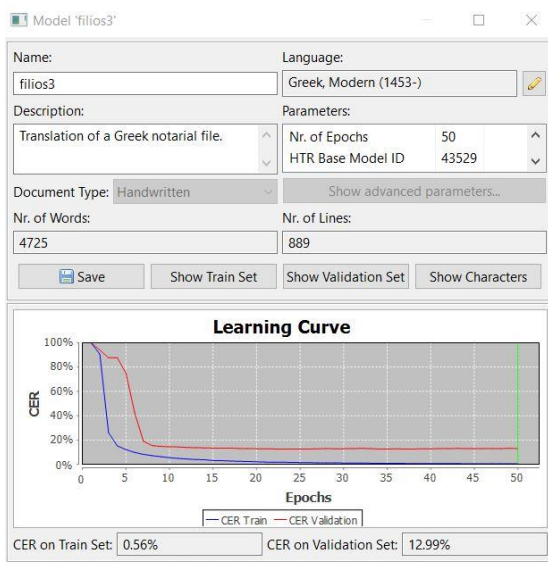 Model 'filios3'
Name: Language:
filios3 Greek, Modern (1453-)
Description: Parameters:
Translation of a Greek notarial file. Nr. of Epochs 50
HTR Base Model ID 43529
Document Type: Handwritten Show advanced parameters...
Nr. of Words: Nr. of Lines:
4725 889
Save Show Train Set Show Validation Set Show Characters
Learning Curve
100%
80%
60%
40%
20%
0%
CER
0 5 10 15 20 25 30 35 40 45 50
Epochs
CER Train CER Validation
CER on Train Set: 0.56% CER on Validation Set: 12.99%